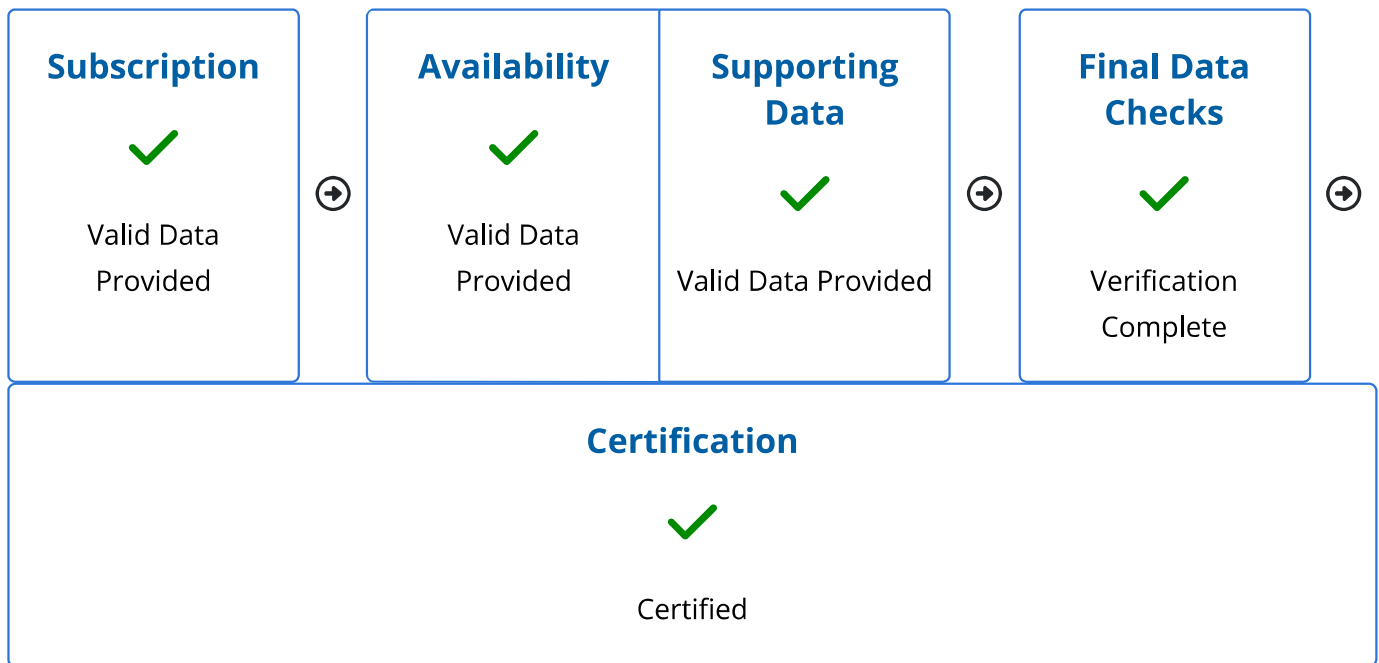 Subscription
Valid Data
Provided
Availability
Valid Data
Provided
Supporting
Data
Valid Data Provided
Final Data
Checks
Verification
Complete
Certification
Certified